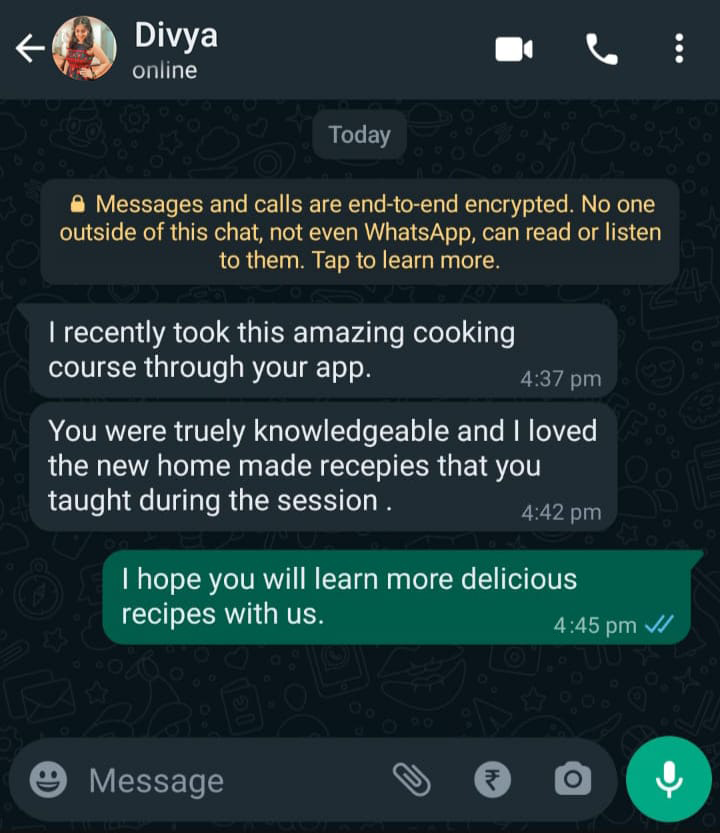 Divya
online
Today
Messages and calls are end-to-end encrypted. No one
outside of this chat, not even WhatsApp, can read or listen
to them. Tap to learn more.
I recently took this amazing cooking
course through your app.
4:37 pm
You were truely knowledgeable and I loved
the new home made recepies that you
taught during the session .
4:42 pm
I hope you will learn more delicious
recipes with us.
4:45 pm
Message